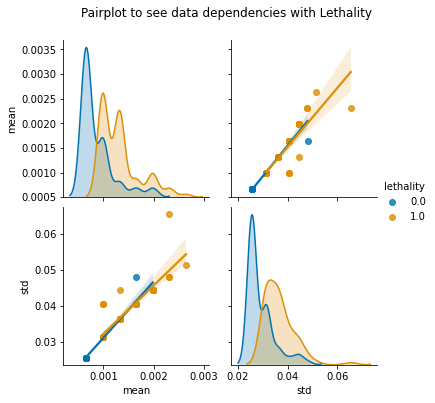 Pairplot to see data dependencies with Lethality
0.0035
0.0030
0.0025
0.0020
0.0015
0.0010
0.0005
mean
lethality
0.0
1.0
0.06
0.05
0.04
0.03
std
0.001 0.002 0.003
mean
0.02 0.04 0.06
std